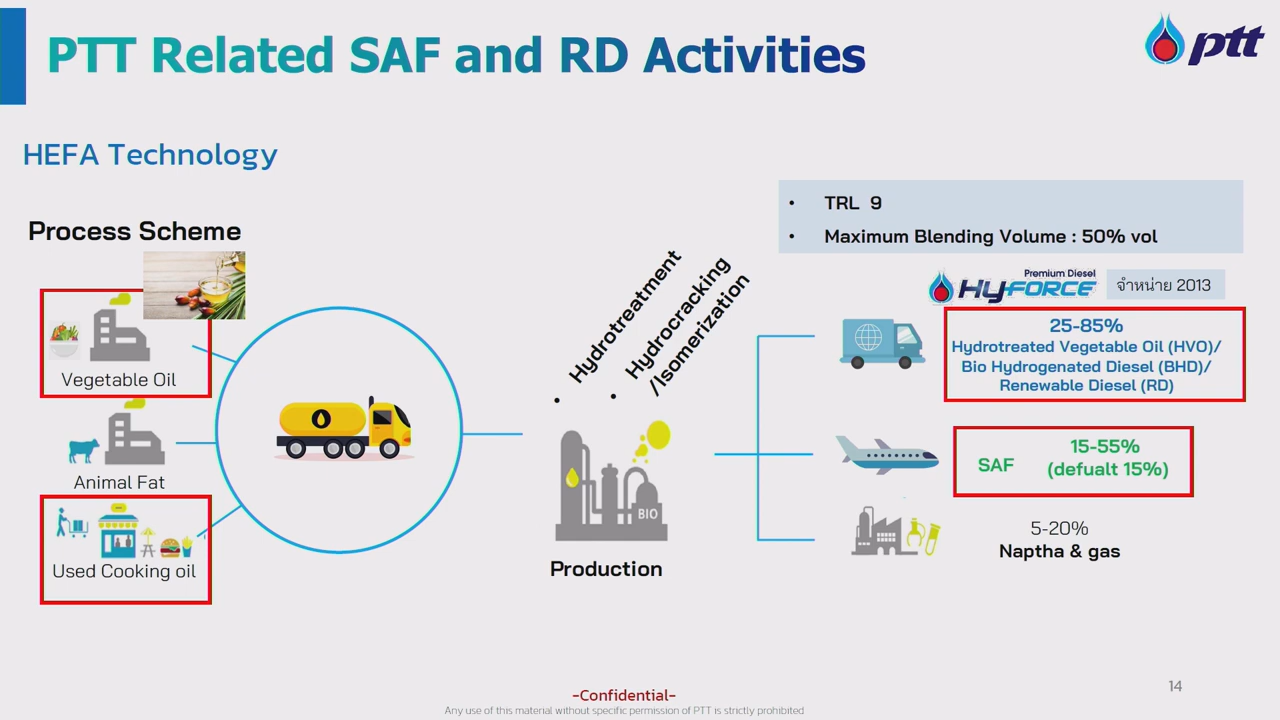 PTT Related SAF and RD Activities
ptt
HEFA Technology
Process Scheme
Vegetable Oil
Animal Fat
Used Cooking oil
• Hydrotreatment
• Hydrocracking
/Isomerization
BIO
Production
• TRL 9
• Maximum Blending Volume : 50% vol
Premium Diesel
HyFORCE
จำหน่าย 2013
25-85%
Hydrotreated Vegetable Oil (HVO)/
Bio Hydrogenated Diesel (BHD)/
Renewable Diesel (RD)
SAF
15-55%
(defualt 15%)
5-20%
Naptha & gas
-Confidential-
Any use of this material without specific permission of PTT is strictly prohibited
14